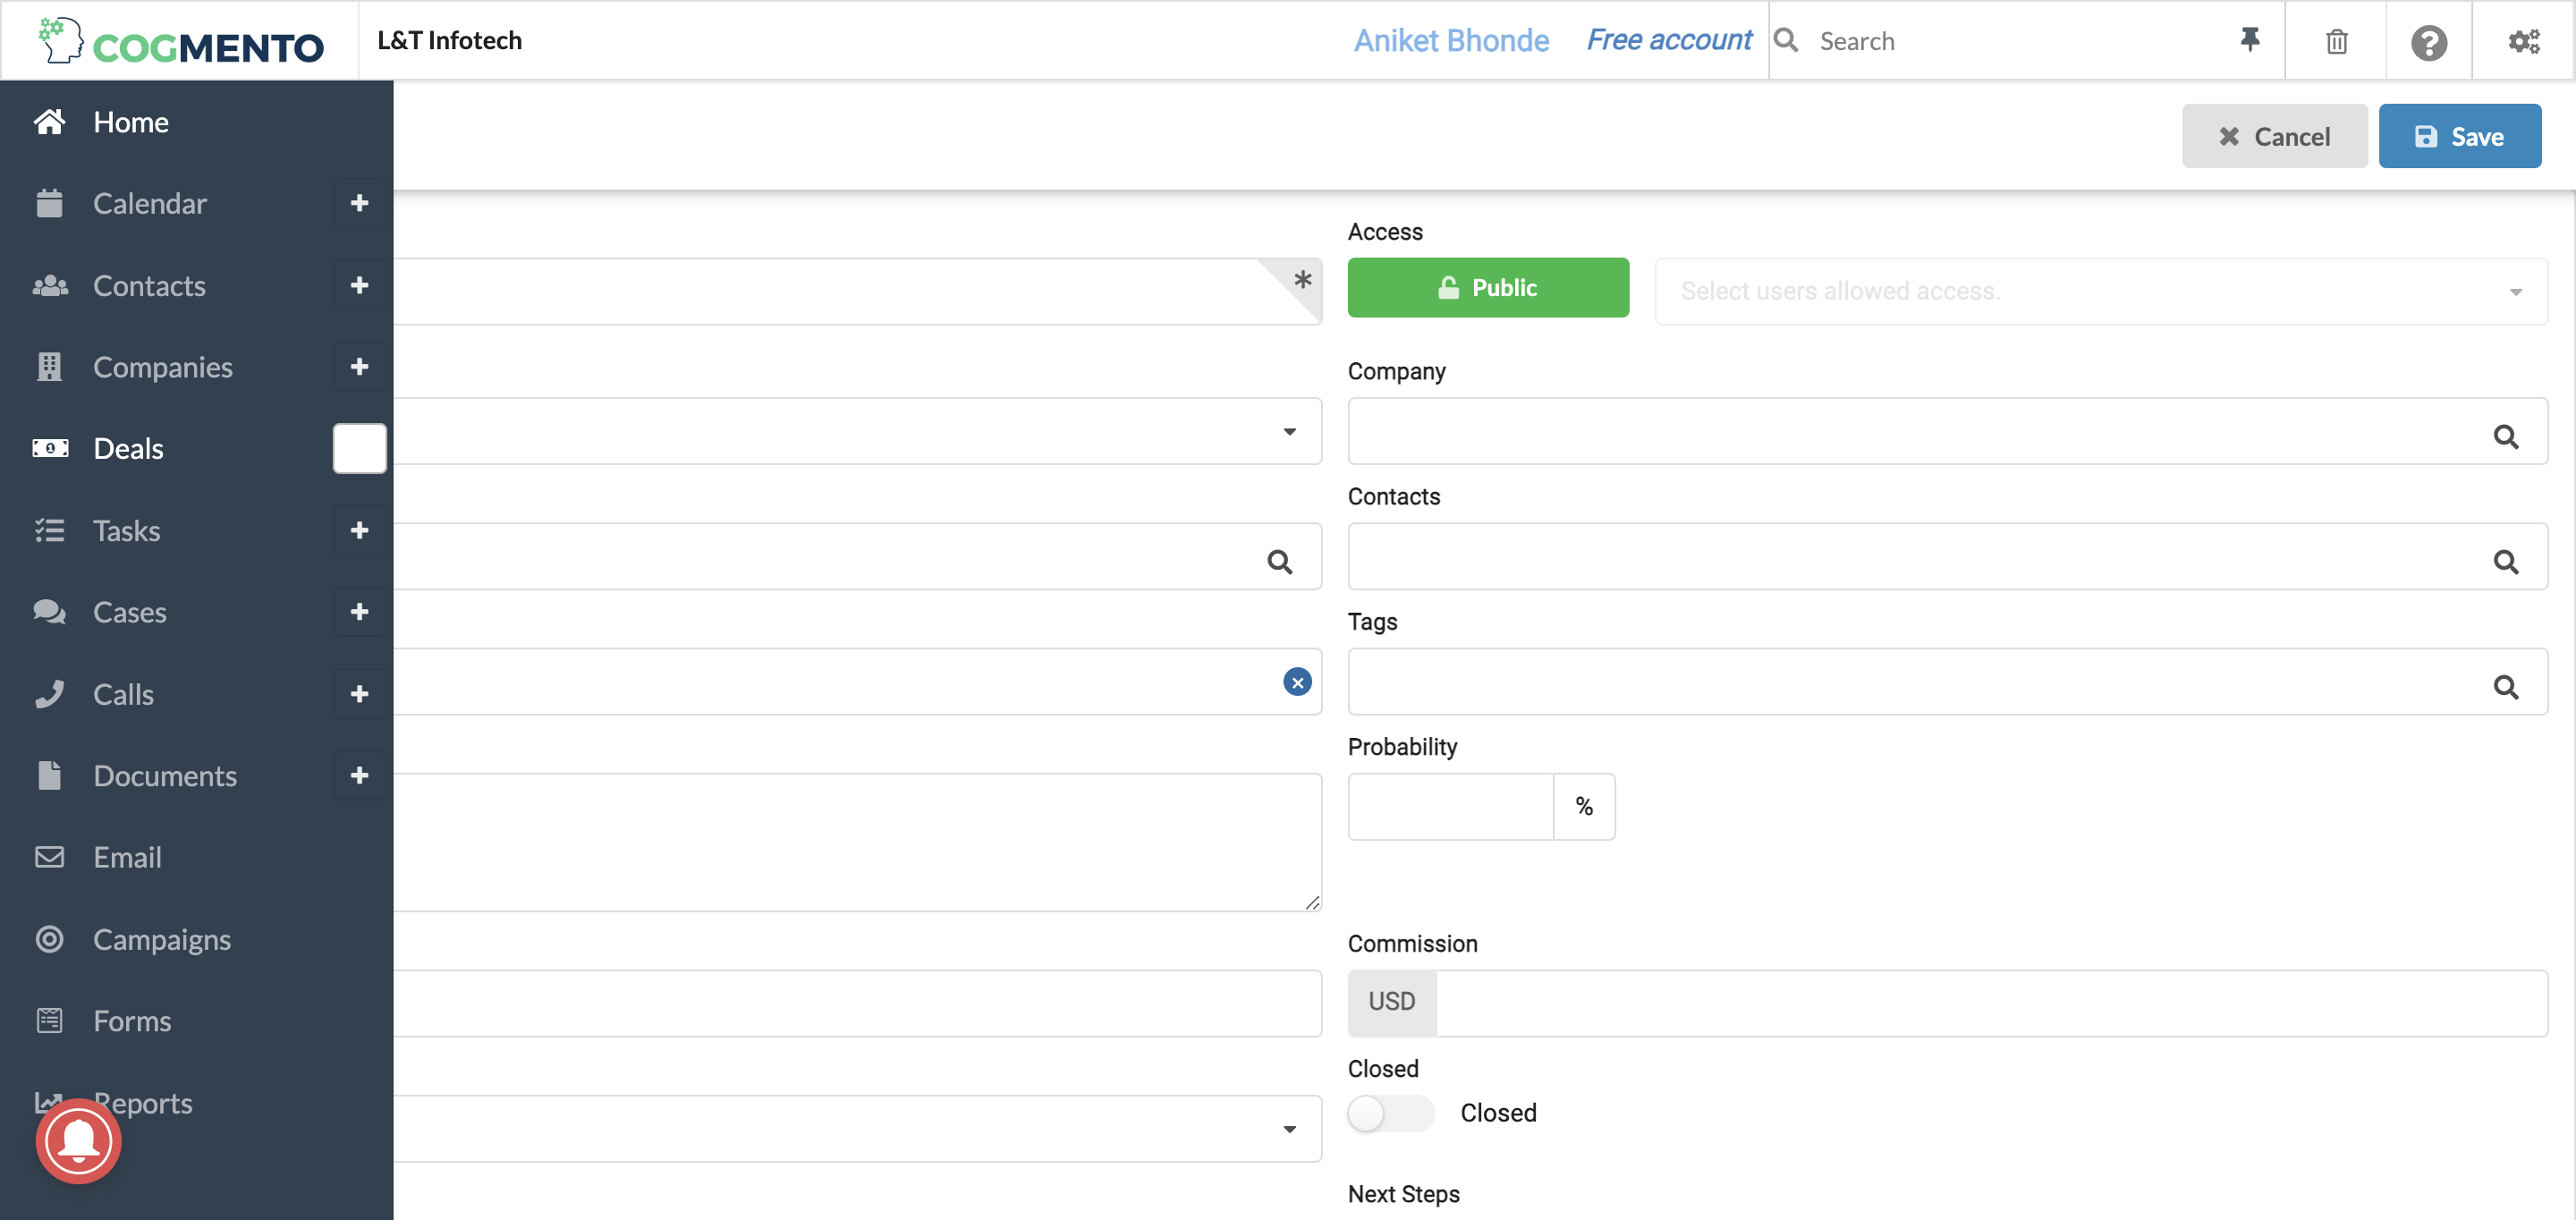 COGMENTO
L&T Infotech
Aniket Bhonde
Free account
Search
Home
Cancel
Save
Calendar
Access
Contacts
Public
Select users allowed access.
Companies
Company
Deals
Contacts
Tasks
Cases
Tags
Calls
Probability
Documents
%
Email
Campaigns
Commission
USD
Forms
Closed
Reports
Closed
Next Steps